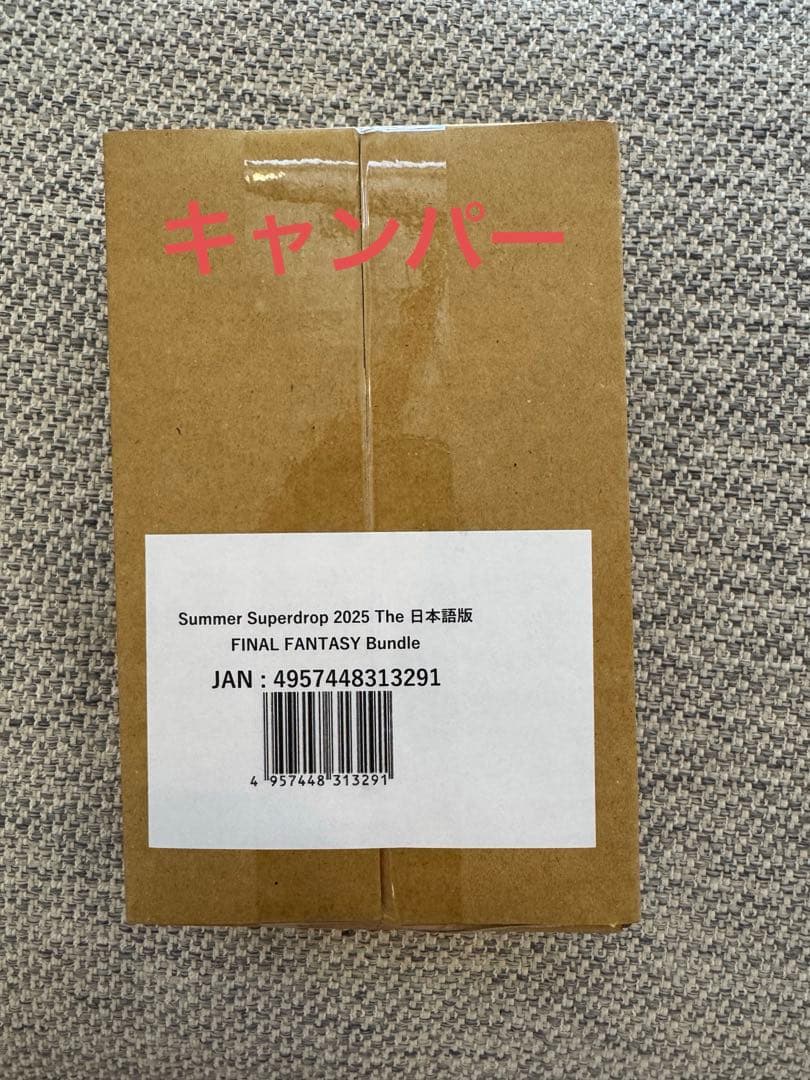 キャンパー
Summer Superdrop 2025 The 日本語版
FINAL FANTASY Bundle
JAN : 4957448313291
4 957448 313291